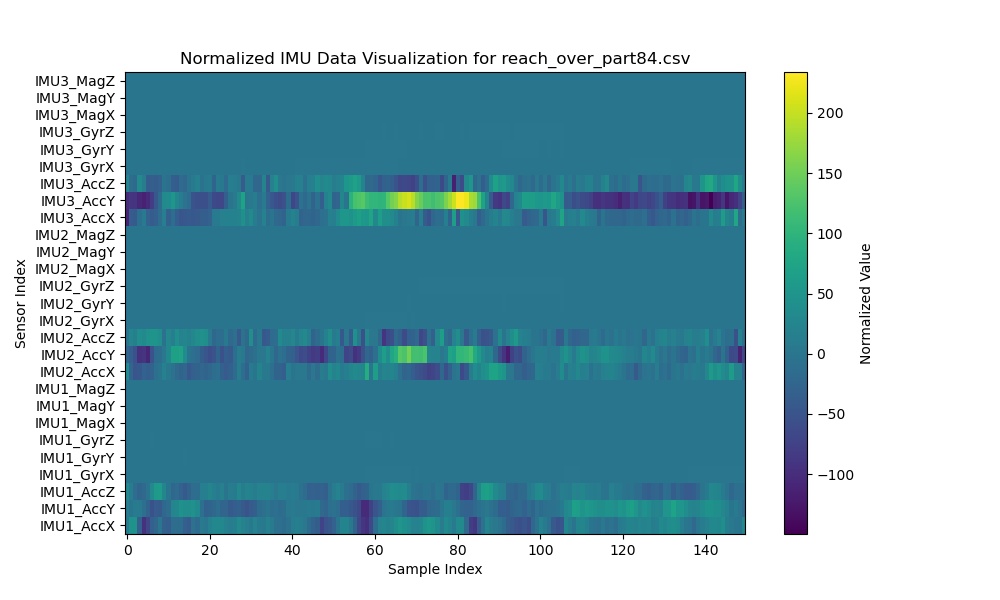 Normalized IMU Data Visualization for reach_over_part84.csv
IMU3_MagZ
IMU3_MagY
IMU3_MagX
IMU3_GyrZ
IMU3_GyrY
IMU3_GyrX
IMU3_AccZ
IMU3_AccY
IMU3_AccX
IMU2_MagZ
IMU2_MagY
IMU2_MagX
IMU2_GyrZ
IMU2_GyrY
IMU2_GyrX
IMU2_AccZ
IMU2_AccY
IMU2_AccX
IMU1_MagZ
IMU1_MagY
IMU1_MagX
IMU1_GyrZ
IMU1_GyrY
IMU1_GyrX
IMU1_AccZ
IMU1_AccY
IMU1_AccX
Sensor Index
0 20 40 60 80 100 120 140
Sample Index
200
150
100
50
0
−50
−100
Normalized Value